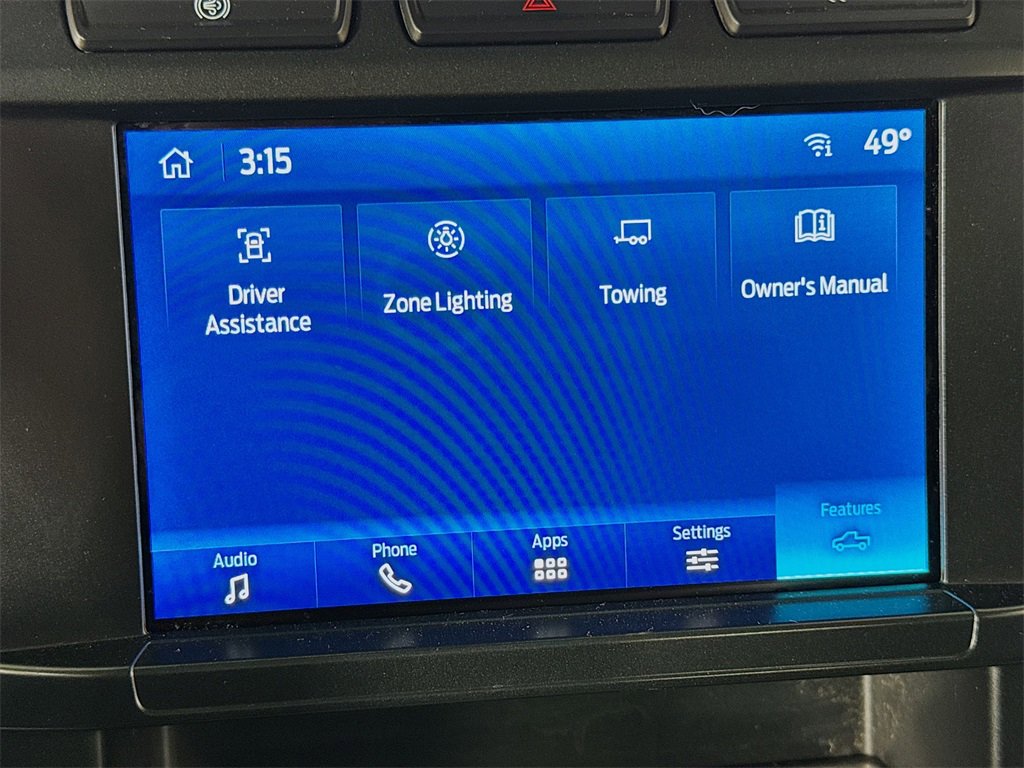 3:15
49°
Driver
Assistance
Zone Lighting
Towing
Owner's Manual
Audio
Phone
Apps
Settings
Features